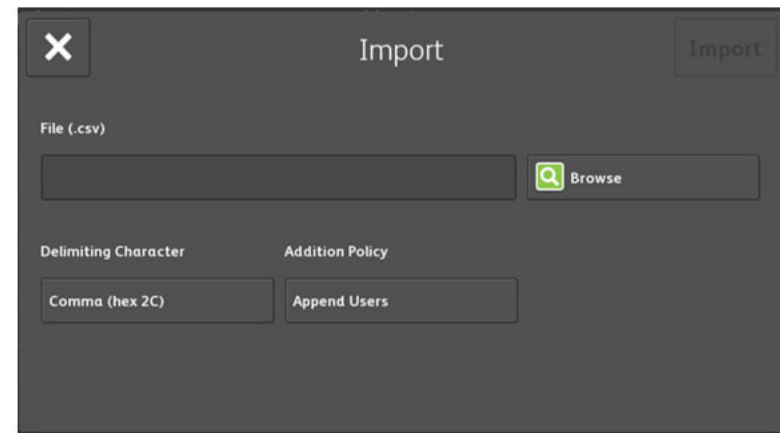 Import
Import
File (.csv)
Browse
Delimiting Character
Addition Policy
Comma (hex 2C)
Append Users